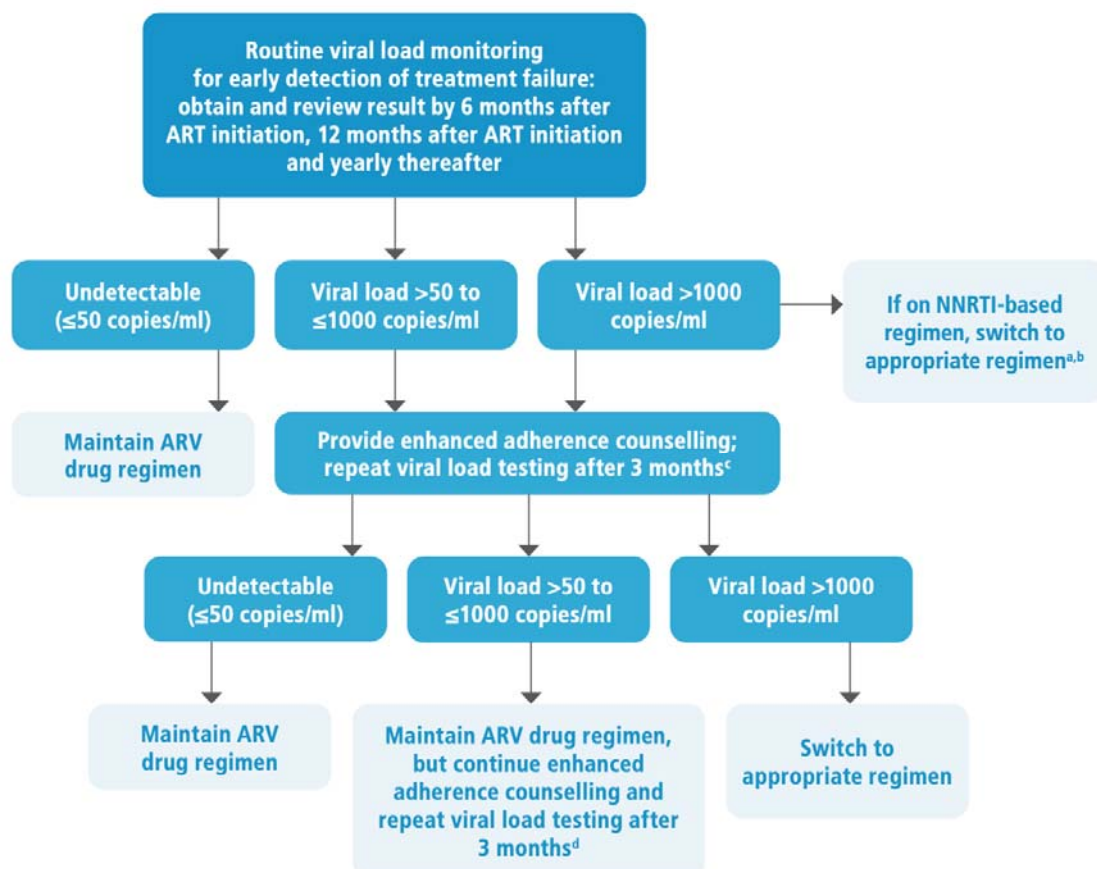 Routine viral load monitoring
for early detection of treatment failure:
obtain and review result by 6 months after
ART initiation, 12 months after ART initiation
and yearly thereafter
Undetectable
(≤50 copies/ml)
Viral load >50 to
≤1000 copies/ml
Viral load >1000
copies/ml
If on NNRTI-based
regimen, switch to
appropriate regimenᵃ,ᵇ
Maintain ARV
drug regimen
Provide enhanced adherence counselling;
repeat viral load testing after 3 monthsᶜ
Undetectable
(≤50 copies/ml)
Viral load >50 to
≤1000 copies/ml
Viral load >1000
copies/ml
Maintain ARV
drug regimen
Maintain ARV drug regimen,
but continue enhanced
adherence counselling and
repeat viral load testing after
3 monthsᵈ
Switch to
appropriate regimen